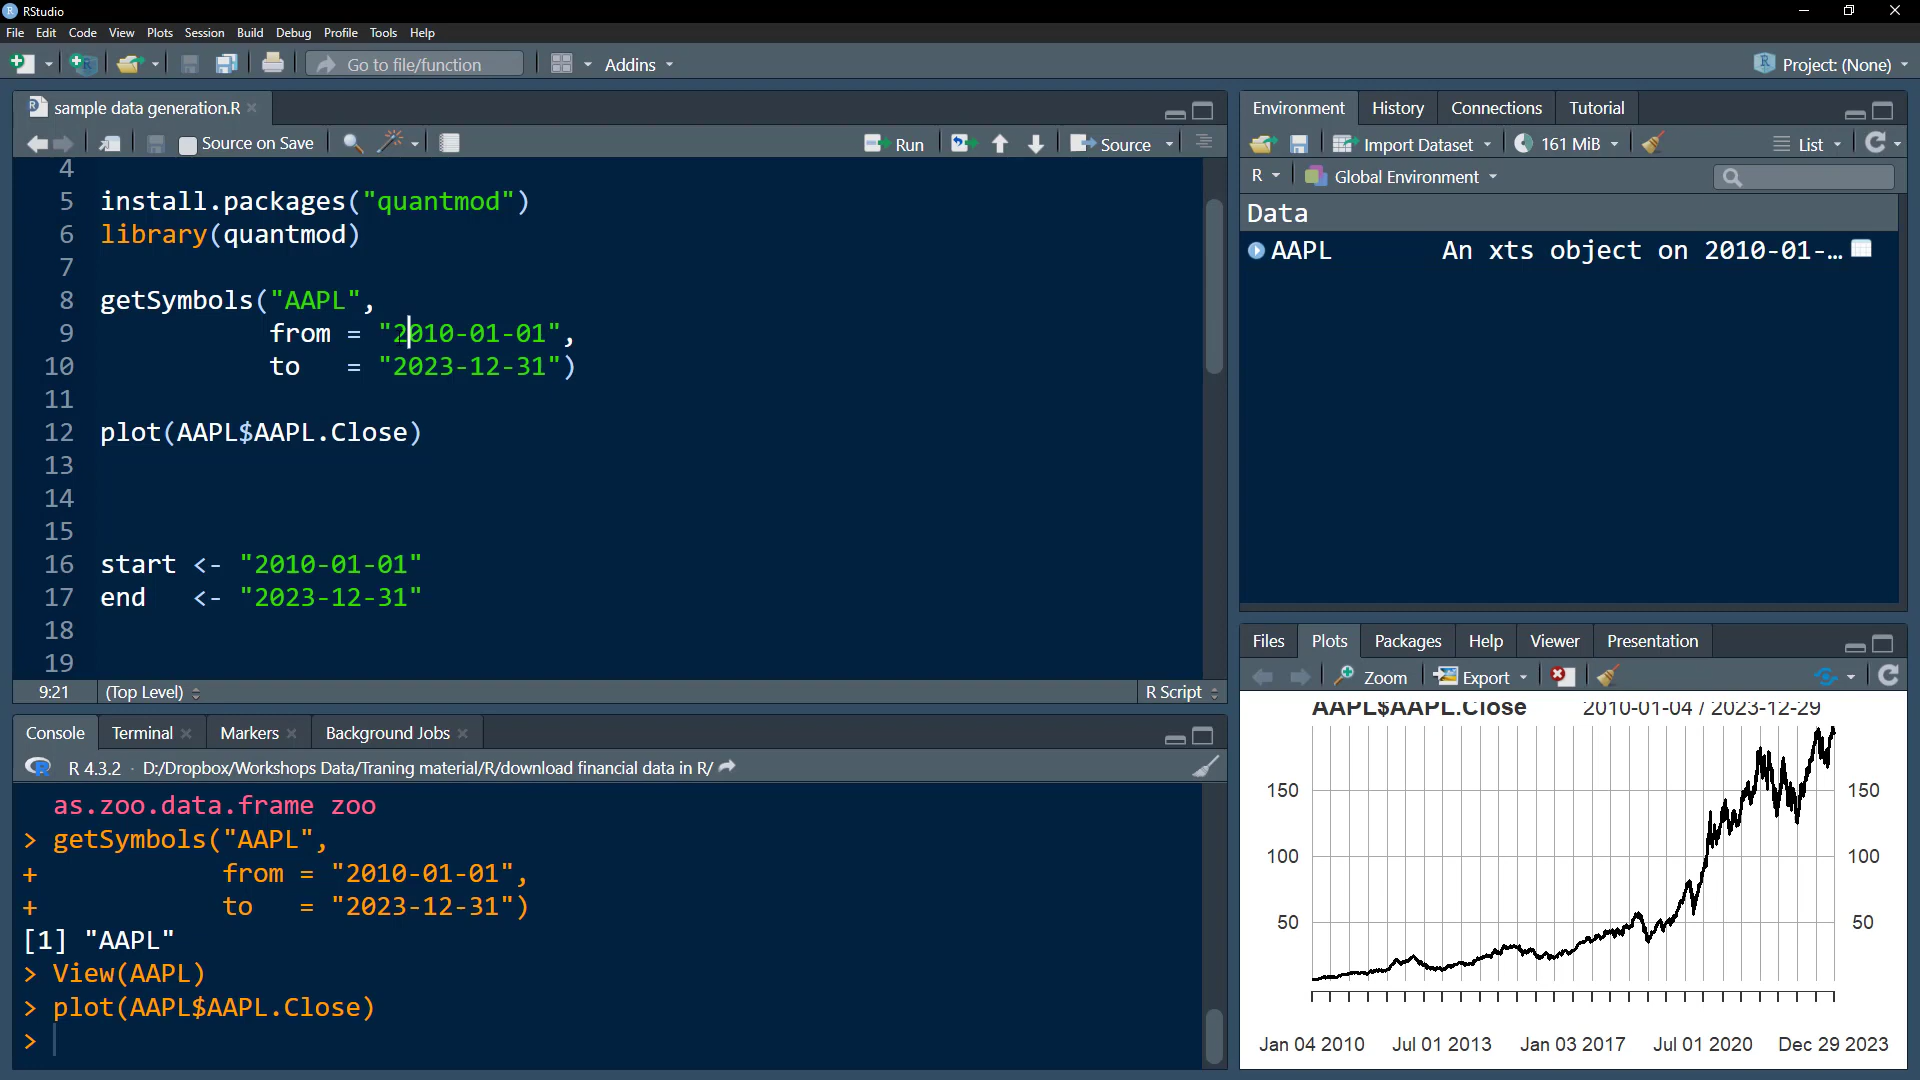 RStudio
File Edit Code View Plots Session Build Debug Profile Tools Help
Go to file/function Addins Project: (None)
sample data generation.R
Source on Save Run Source
4
5 install.packages("quantmod")
6 library(quantmod)
7
8 getSymbols("AAPL",
9 from = "2010-01-01",
10 to = "2023-12-31")
11
12 plot(AAPL$AAPL.Close)
13
14
15
16 start <- "2010-01-01"
17 end <- "2023-12-31"
18
19
9:21 (Top Level) R Script
Console Terminal Markers Background Jobs
R 4.3.2 · D:/Dropbox/Workshops Data/Traning material/R/download financial data in R/
as.zoo.data.frame zoo
> getSymbols("AAPL",
+ from = "2010-01-01",
+ to = "2023-12-31")
[1] "AAPL"
> View(AAPL)
> plot(AAPL$AAPL.Close)
>
Environment History Connections Tutorial
Import Dataset 161 MiB List
R Global Environment
Data
AAPL An xts object on 2010-01-…
Files Plots Packages Help Viewer Presentation
Zoom Export
AAPL$AAPL.Close 2010-01-04 / 2023-12-29
150 150
100 100
50 50
Jan 04 2010 Jul 01 2013 Jan 03 2017 Jul 01 2020 Dec 29 2023